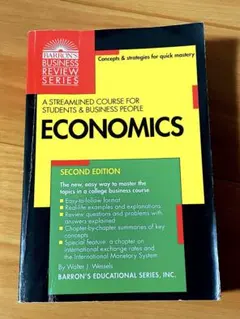 BARRON'S
BUSINESS
REVIEW
SERIES
Concepts & strategies for quick mastery
A STREAMLINED COURSE FOR
STUDENTS & BUSINESS PEOPLE
ECONOMICS
SECOND EDITION
The new, easy way to master the
topics in a college business course
Easy-to-follow format
Real-life examples and explanations
Review questions and problems with
answers explained
Chapter-by-chapter summaries of key
concepts
Special feature: a chapter on
international exchange rates and
the International Monetary System
By Walter J. Wessels
BARRON'S EDUCATIONAL SERIES, INC.